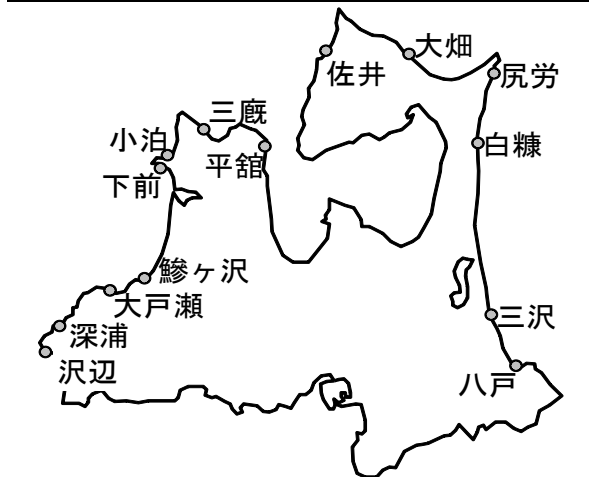 大畑
佐井
尻労
三厩
小泊
平舘
白糠
下前
鰺ヶ沢
大戸瀬
三沢
深浦
沢辺
八戸